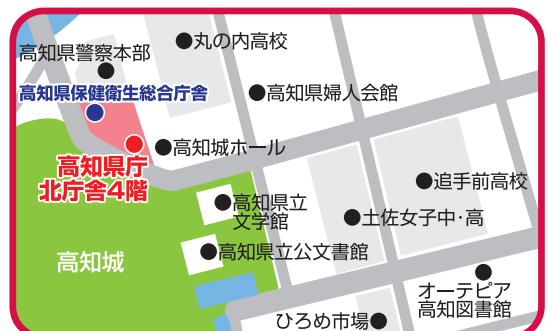 丸の内高校
高知県警察本部
高知県保健衛生総合庁舎
高知県婦人会館
高知城ホール
高知県庁
北庁舎4階
追手前高校
高知県立
文学館
土佐女子中・高
高知県立公文書館
高知城
オーテピア
高知図書館
ひろめ市場